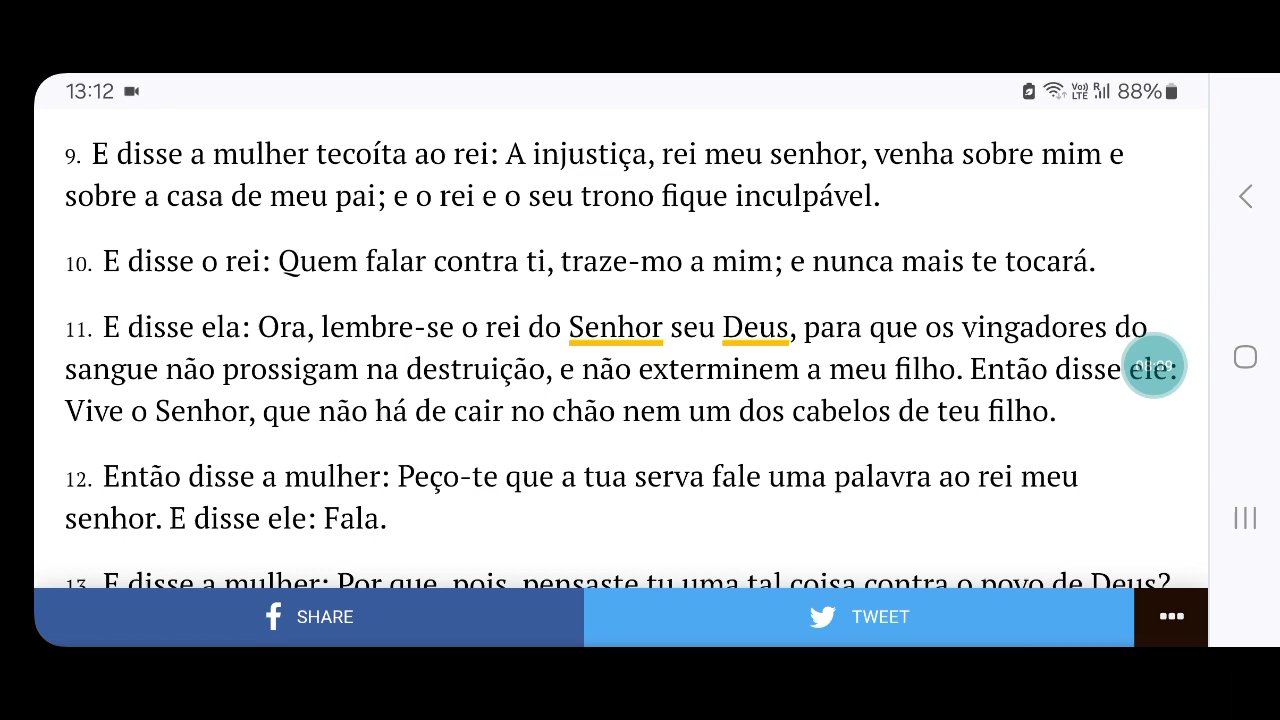 13:12
Vo)) LTE R 88%
9. E disse a mulher tecoíta ao rei: A injustiça, rei meu senhor, venha sobre mim e
sobre a casa de meu pai; e o rei e o seu trono fique inculpável.
10. E disse o rei: Quem falar contra ti, traze-mo a mim; e nunca mais te tocará.
11. E disse ela: Ora, lembre-se o rei do Senhor seu Deus, para que os vingadores do
sangue não prossigam na destruição, e não exterminem a meu filho. Então disse ele:
Vive o Senhor, que não há de cair no chão nem um dos cabelos de teu filho.
12. Então disse a mulher: Peço-te que a tua serva fale uma palavra ao rei meu
senhor. E disse ele: Fala.
13. E disse a mulher: Por que, pois, pensaste tu uma tal coisa contra o povo de Deus?
SHARE
TWEET